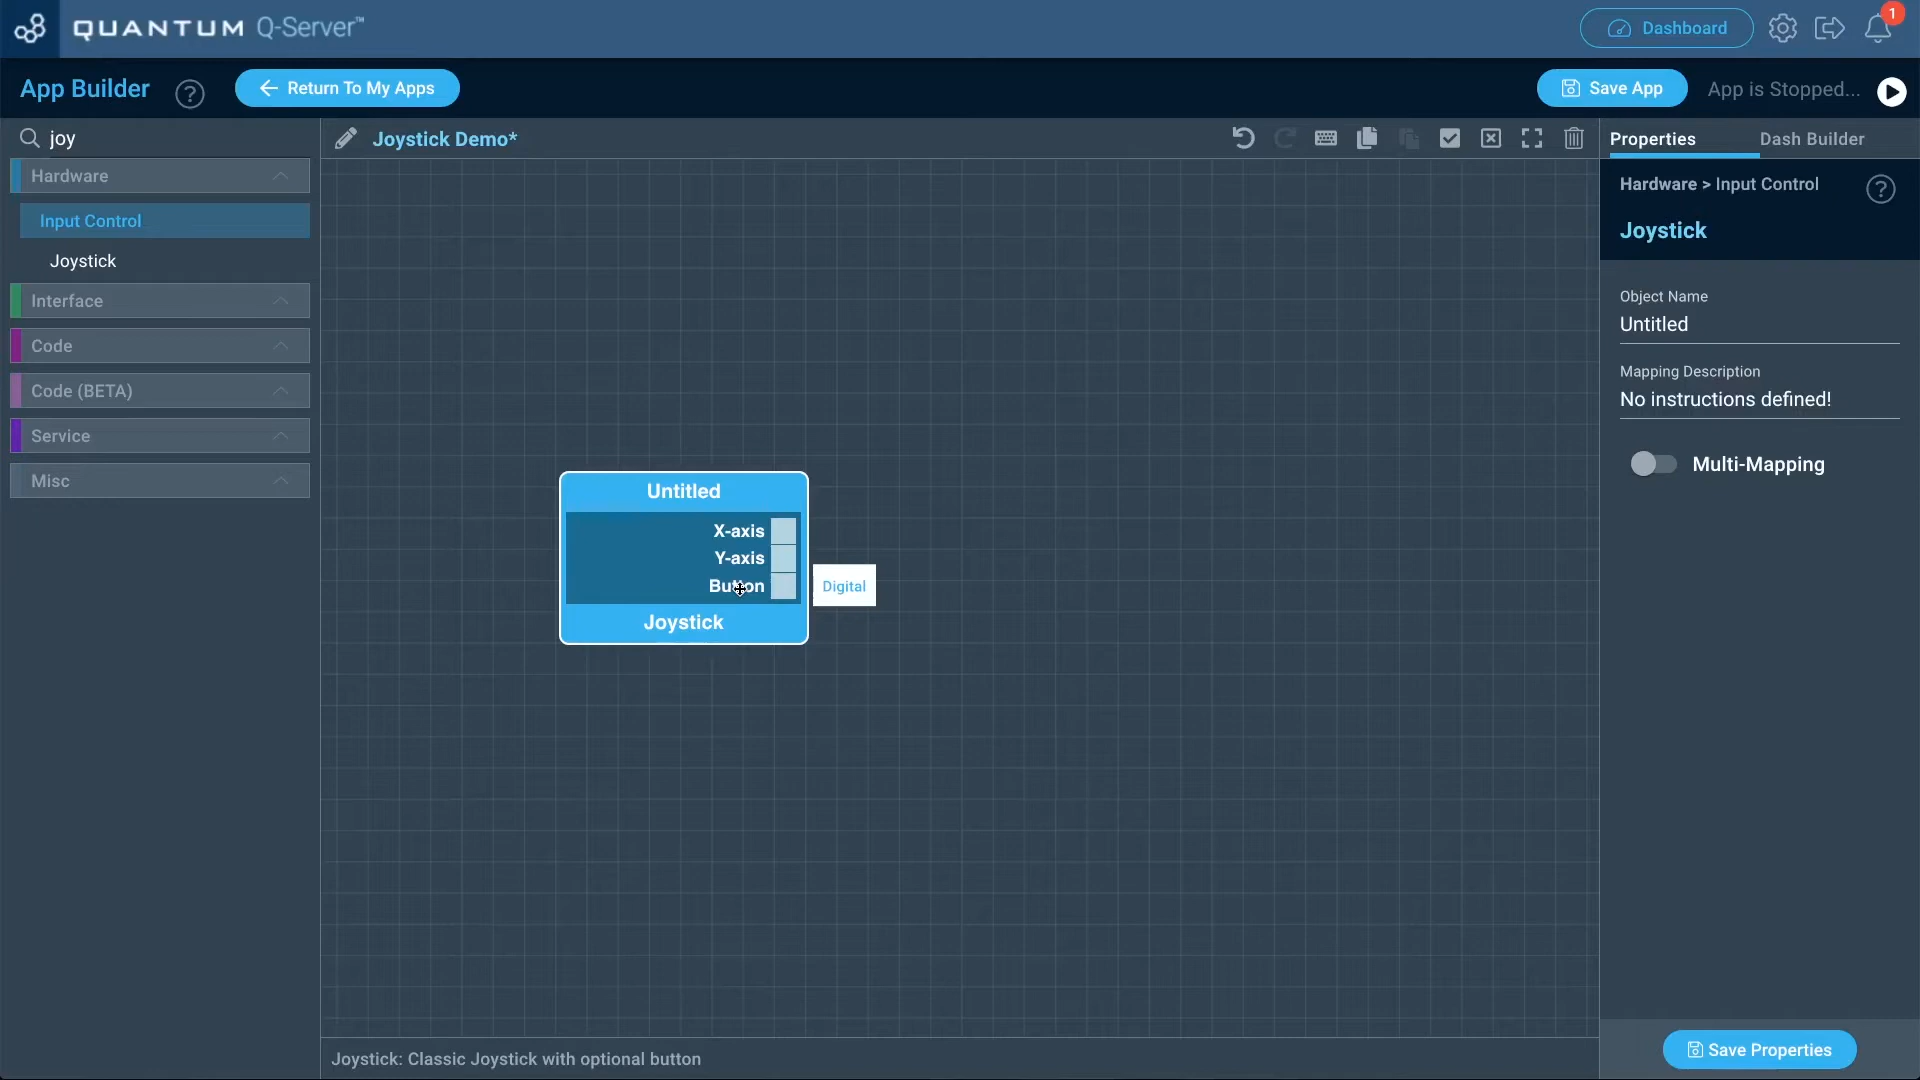 QUANTUM Q-Server™
Dashboard
1
App Builder
?
Return To My Apps
Save App
App is Stopped...
joy
Joystick Demo*
Properties
Dash Builder
Hardware
Input Control
Joystick
Interface
Code
Code (BETA)
Service
Misc
Untitled
X-axis
Y-axis
Button
Digital
Joystick
Hardware > Input Control
?
Joystick
Object Name
Untitled
Mapping Description
No instructions defined!
Multi-Mapping
Joystick: Classic Joystick with optional button
Save Properties